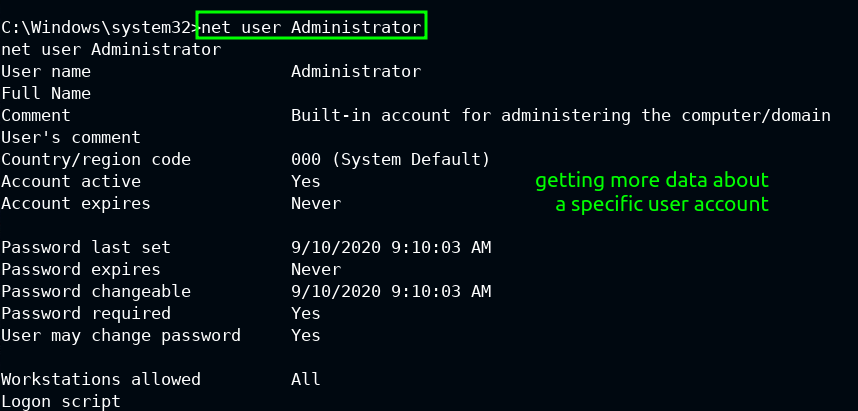 C:\Windows\system32>net user Administrator
net user Administrator
User name                    Administrator
Full Name
Comment                      Built-in account for administering the computer/domain
User's comment
Country/region code          000 (System Default)
Account active               Yes
Account expires              Never
getting more data about
a specific user account
Password last set            9/10/2020 9:10:03 AM
Password expires             Never
Password changeable          9/10/2020 9:10:03 AM
Password required            Yes
User may change password     Yes
Workstations allowed         All
Logon script